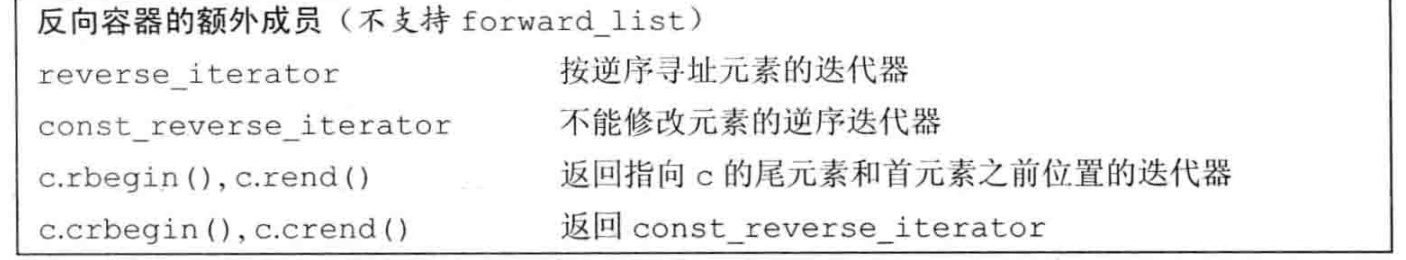 反向容器的额外成员（不支持 forward_list）
reverse_iterator 按逆序寻址元素的迭代器
const_reverse_iterator 不能修改元素的逆序迭代器
c.rbegin(),c.rend() 返回指向 c 的尾元素和首元素之前位置的迭代器
c.crbegin(),c.crend() 返回 const_reverse_iterator